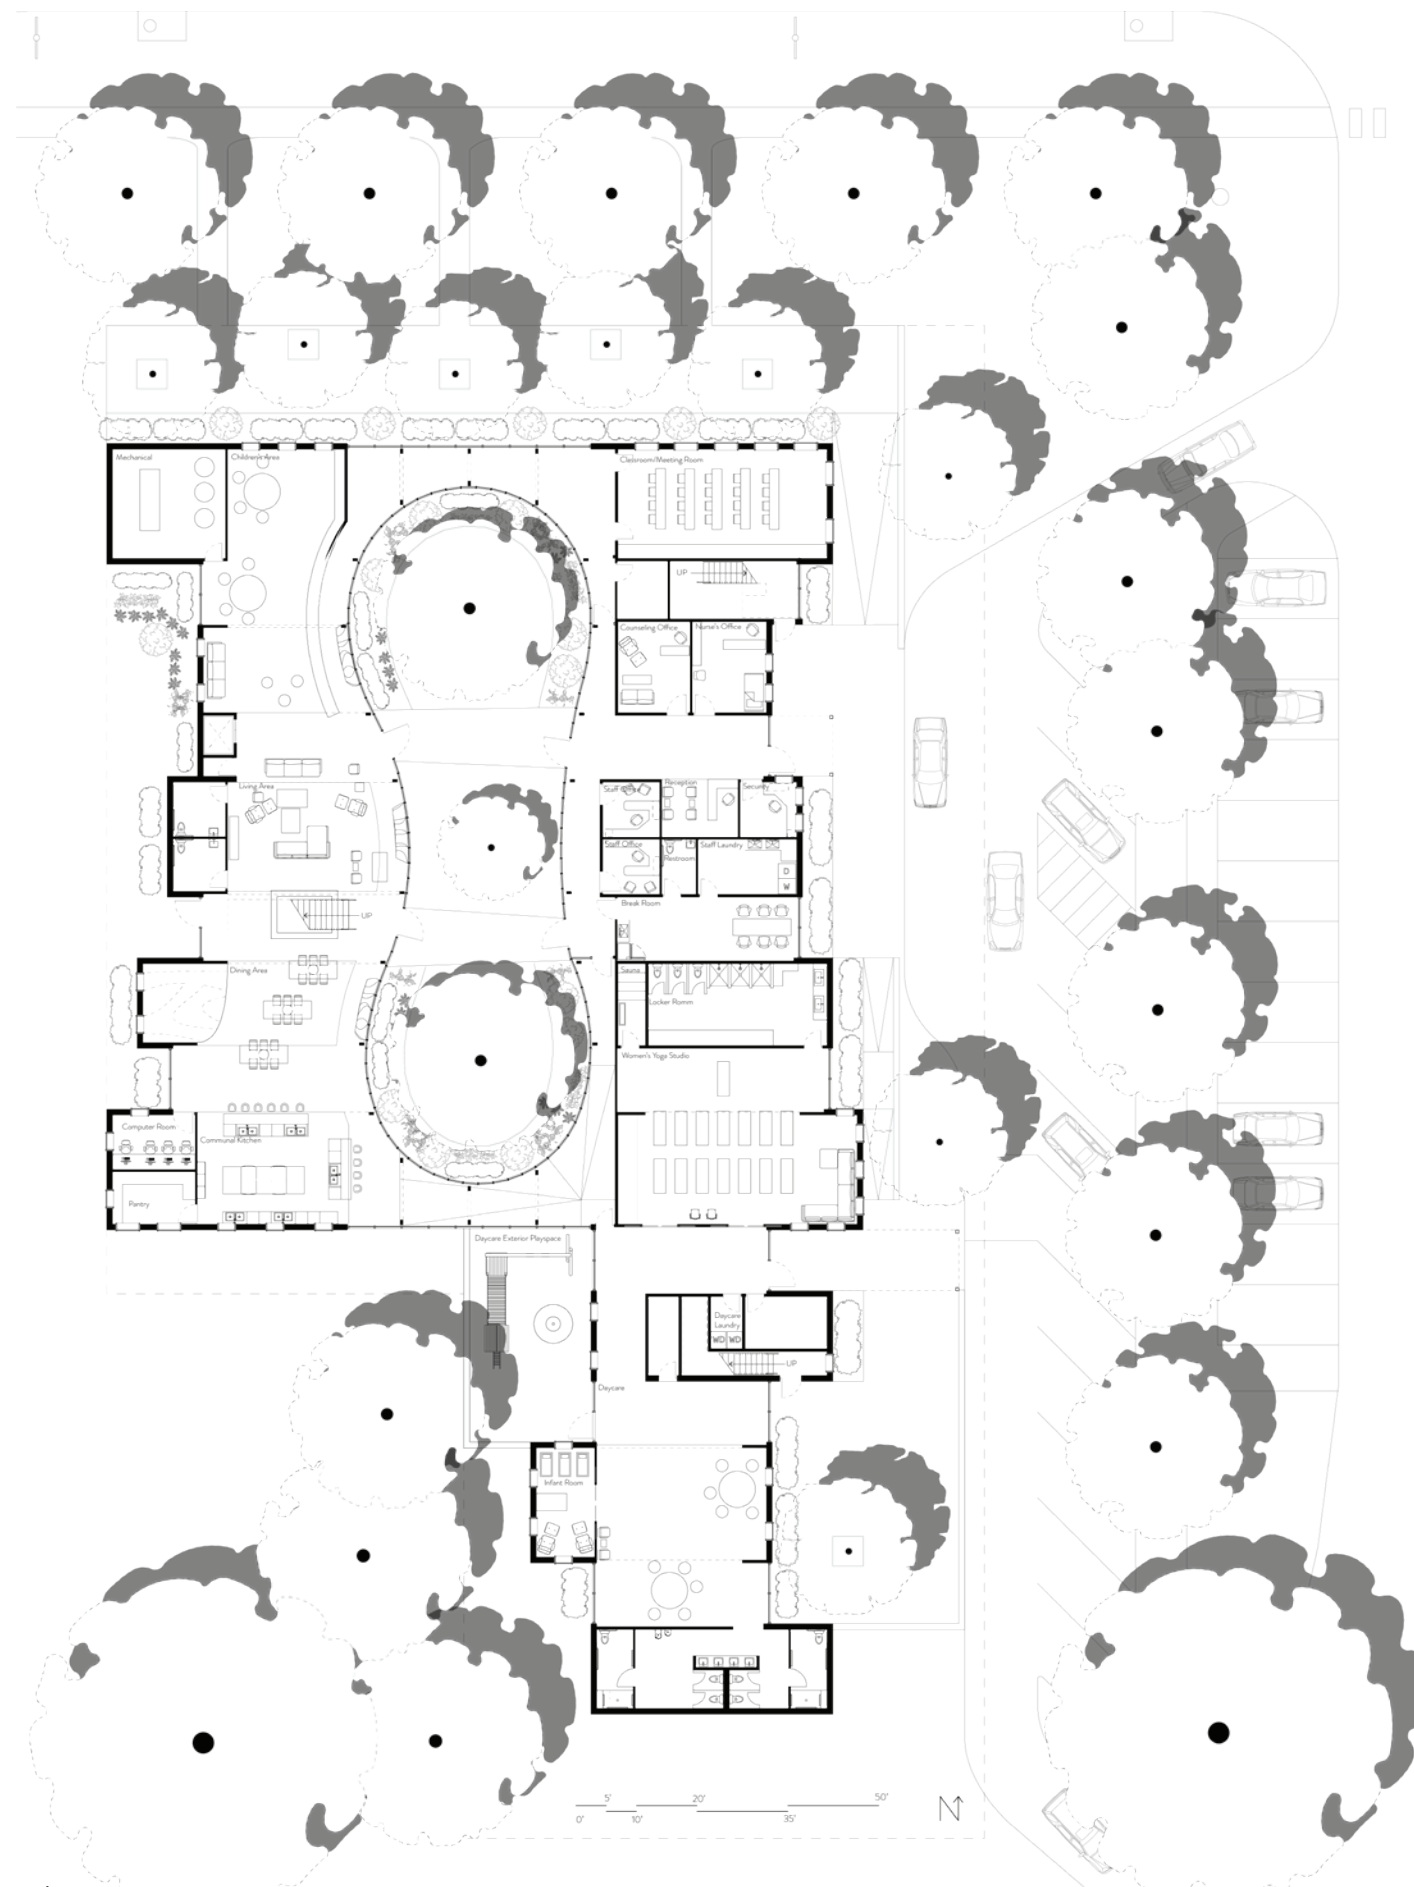 Mechanical
Children's Area
Classroom/Meeting Room
UP
Counseling Office
Nurse's Office
Living Area
Staff Office
Reception
Security
Staff Office
Restroom
Staff Laundry
D
W
Break Room
UP
Dining Area
Sauna
Locker Romm
Women's Yoga Studio
Computer Room
Communal Kitchen
Pantry
Daycare Exterior Playspace
Daycare
Laundry
WD
WD
UP
Daycare
Infant Room
5'
20'
50'
0'
10'
35'
N